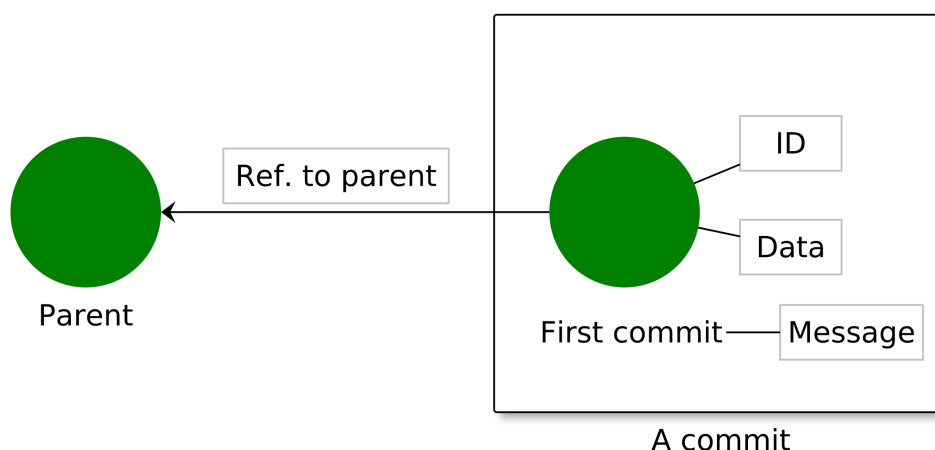 ID
Ref. to parent
Data
Parent
First commit
Message
A commit